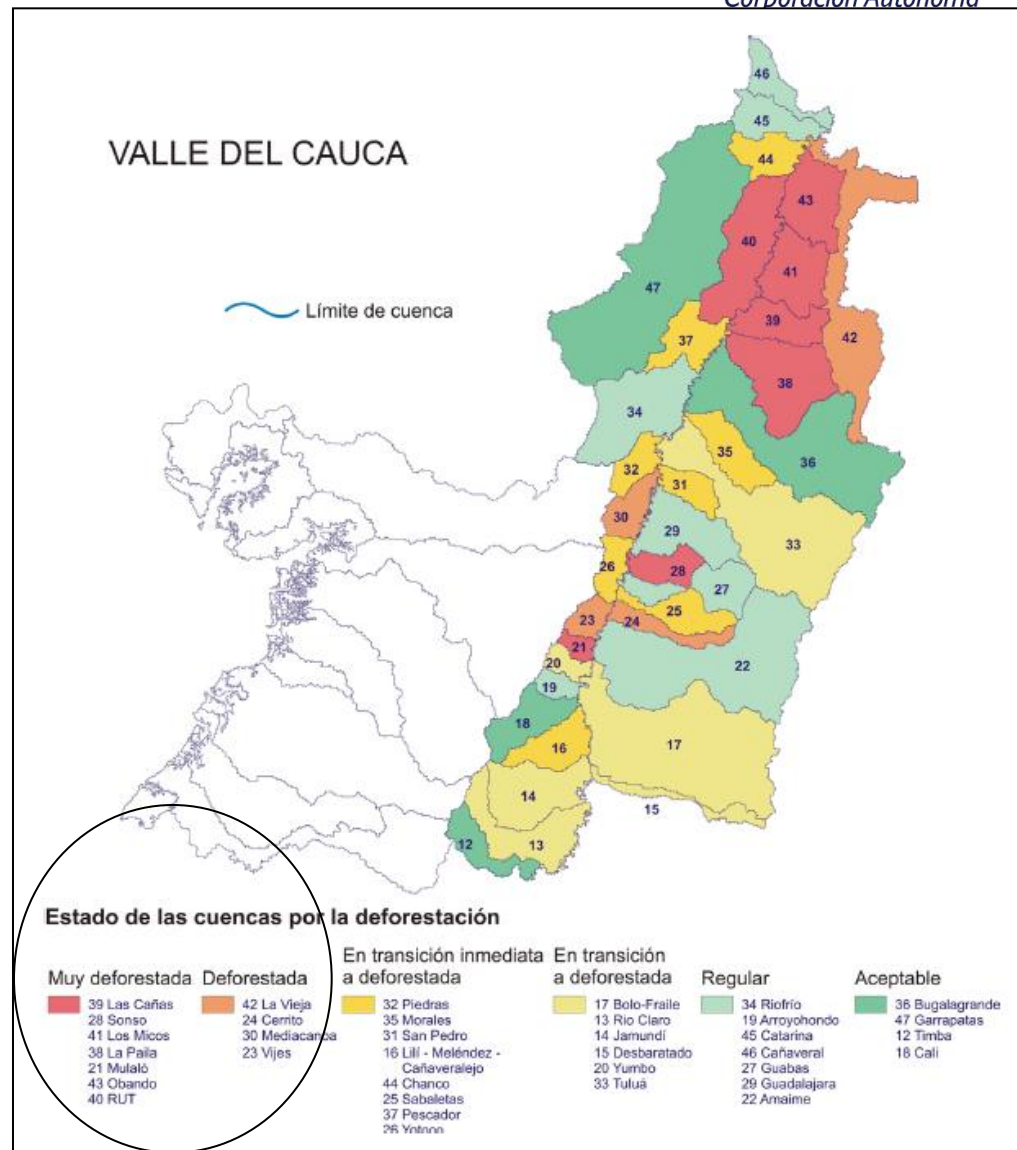 Corporación Autónoma
VALLE DEL CAUCA
Límite de cuenca
46
45
44
43
40
41
47
39
42
37
38
34
35
36
32
31
30
29
33
26
28
27
25
23
24
21
22
20
19
18
17
16
14
15
12
13
Estado de las cuencas por la deforestación
Muy deforestada
39 Las Cañas
28 Sonso
41 Los Micos
38 La Paila
21 Mulaló
43 Obando
40 RUT
Deforestada
42 La Vieja
24 Cerrito
30 Mediacanoa
23 Vijes
En transición inmediata
a deforestada
32 Piedras
35 Morales
31 San Pedro
16 Lilí - Meléndez -
Cañaveralejo
44 Chanco
25 Sabaletas
37 Pescador
26 Yotoco
En transición
a deforestada
17 Bolo-Fraile
13 Rio Claro
14 Jamundí
15 Desbaratado
20 Yumbo
33 Tuluá
Regular
34 Riofrío
19 Arroyohondo
45 Catarina
46 Cañaveral
27 Guabas
29 Guadalajara
22 Amaime
Aceptable
36 Bugalagrande
47 Garrapatas
12 Timba
18 Cali